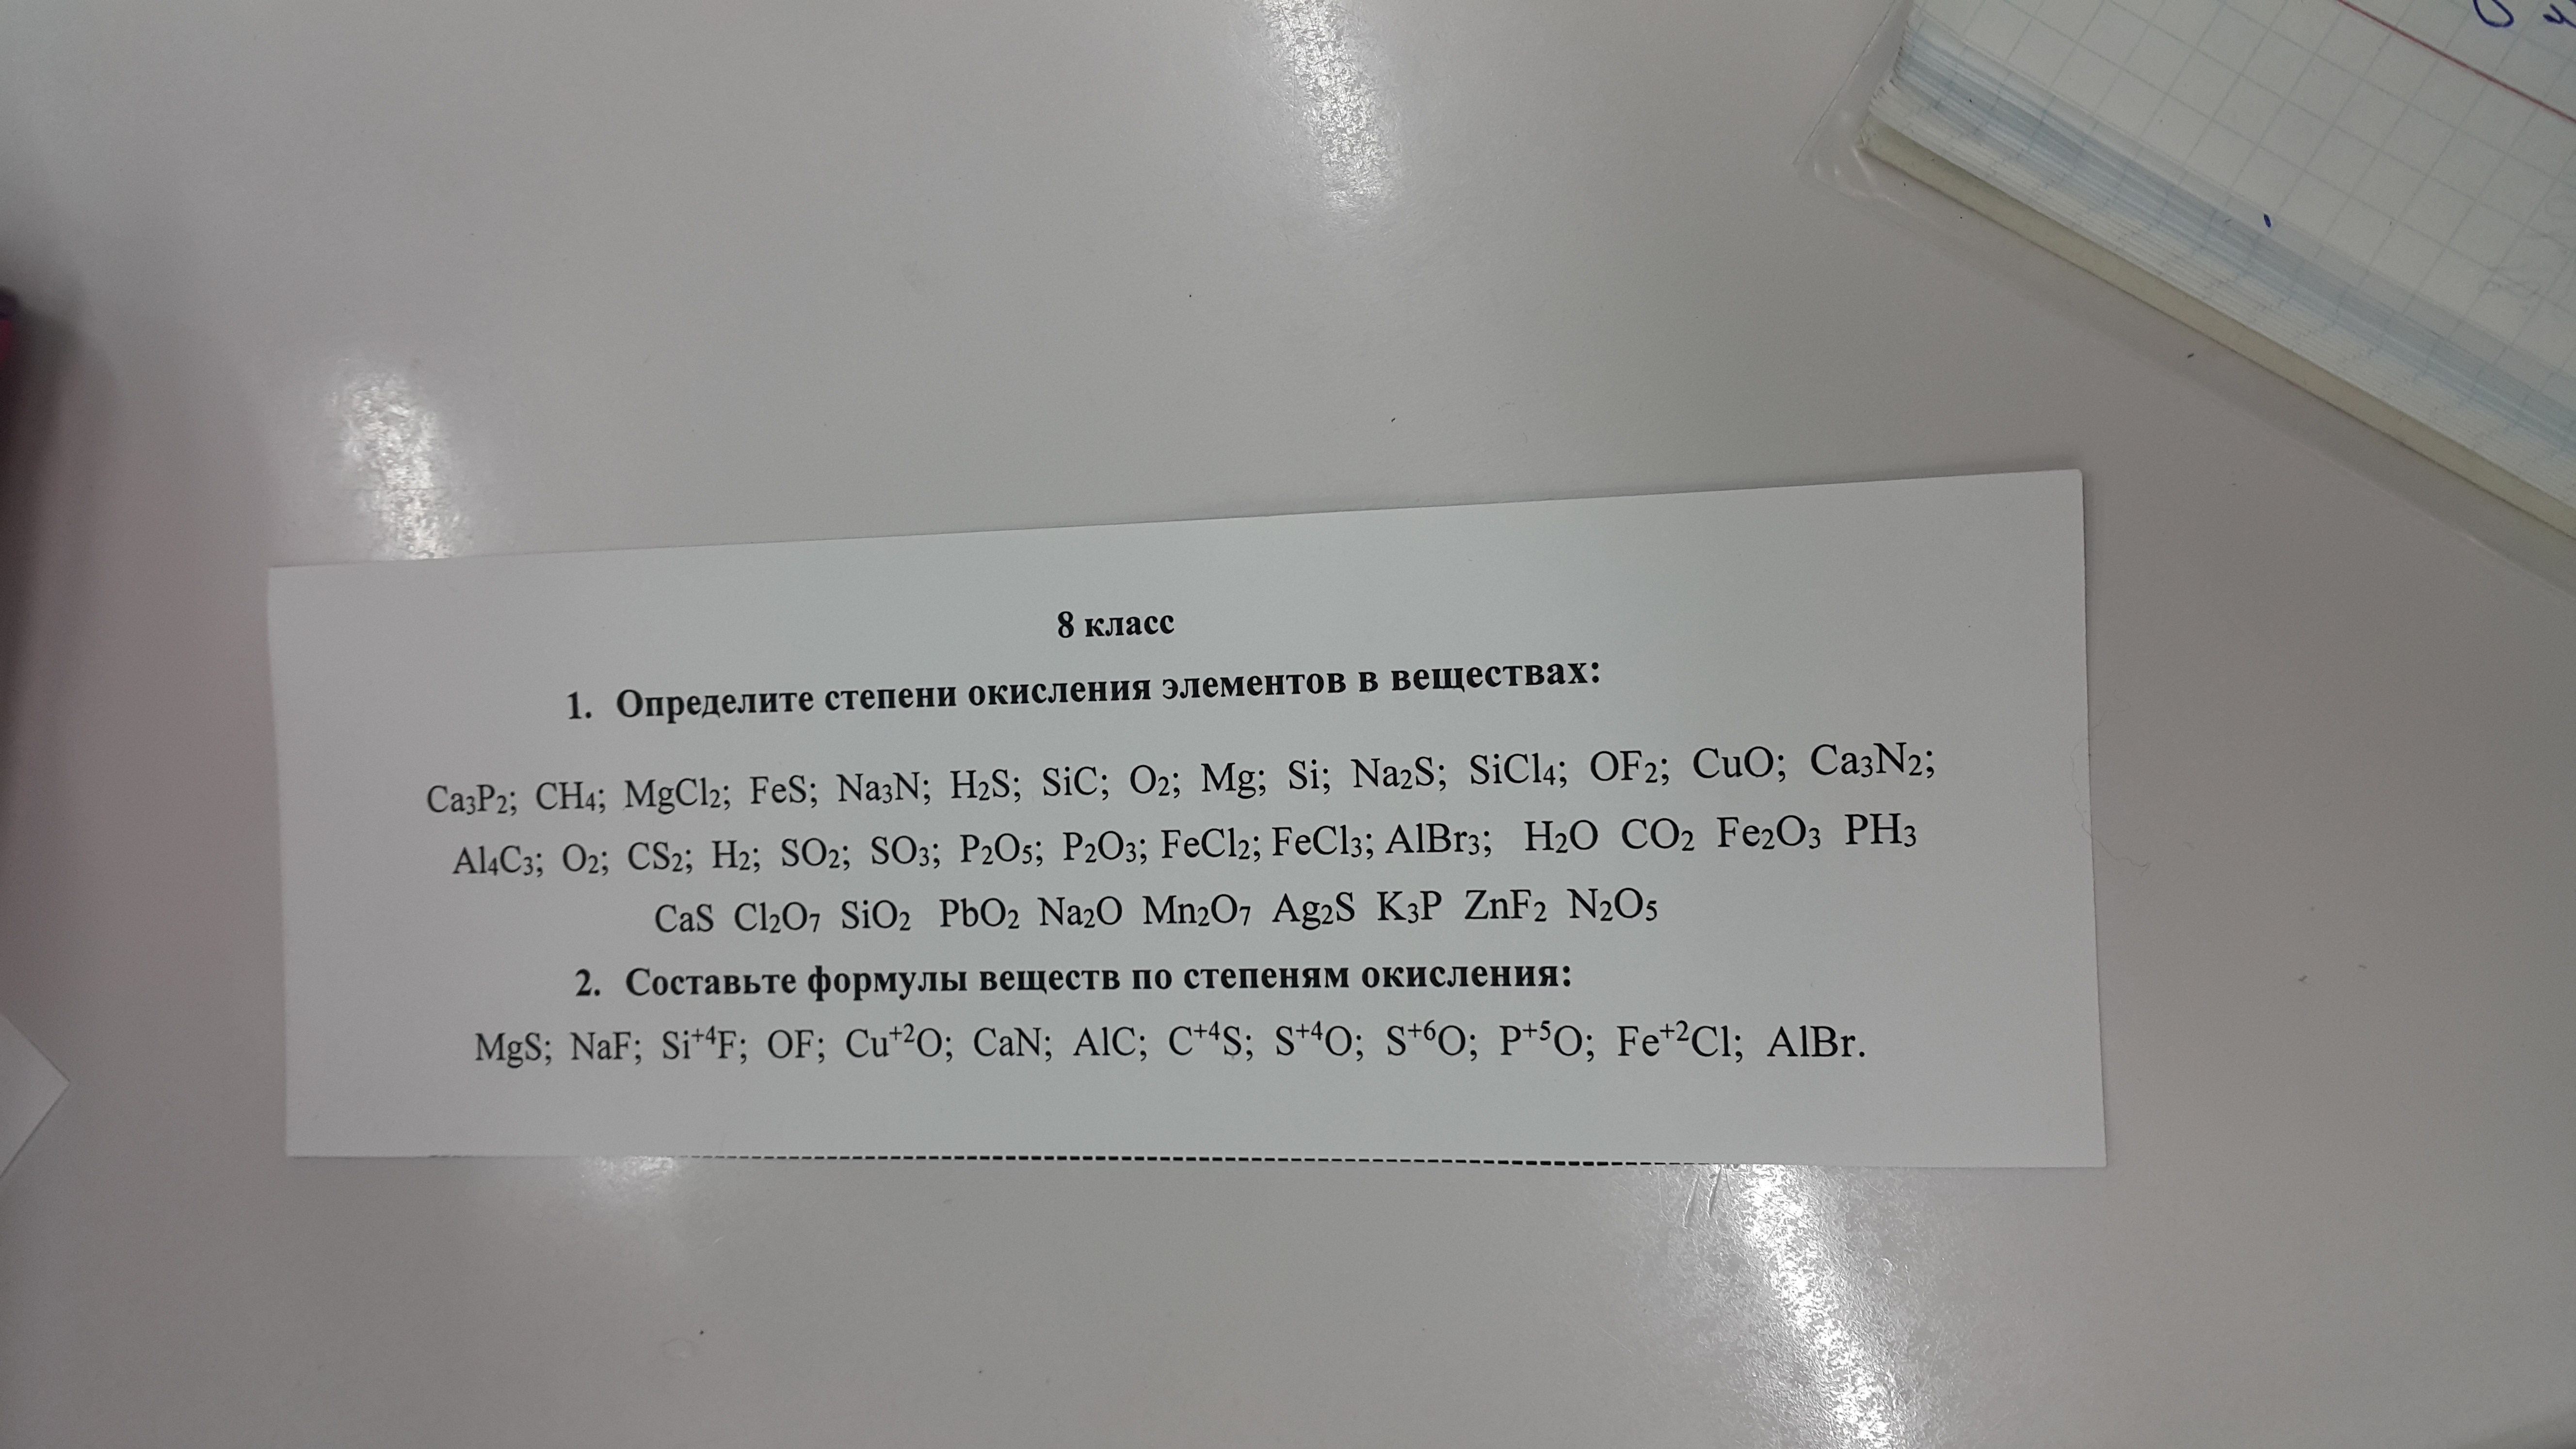 8 класс
1. Определите степени окисления элементов в веществах:
Ca₃P₂; CH₄; MgCl₂; FeS; Na₃N; H₂S; SiC; O₂; Mg; Si; Na₂S; SiCl₄; OF₂; CuO; Ca₃N₂;
Al₄C₃; O₂; CS₂; H₂; SO₂; SO₃; P₂O₅; P₂O₃; FeCl₂; FeCl₃; AlBr₃; H₂O CO₂ Fe₂O₃ PH₃
CaS Cl₂O₇ SiO₂ PbO₂ Na₂O Mn₂O₇ Ag₂S K₃P ZnF₂ N₂O₅
2. Составьте формулы веществ по степеням окисления:
MgS; NaF; Si⁺⁴F; OF; Cu⁺²O; CaN; AlC; C⁺⁴S; S⁺⁴O; S⁺⁶O; P⁺⁵O; Fe⁺²Cl; AlBr.